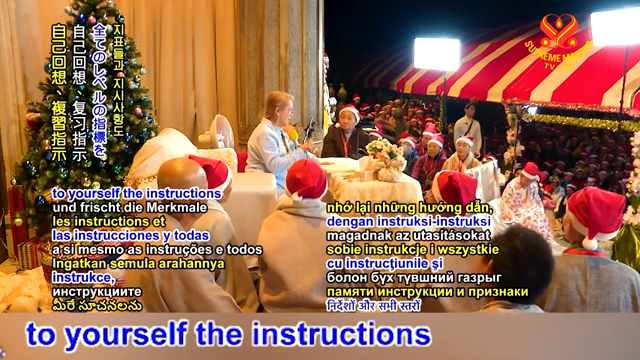 지표들과 지시사항도
全てのレベルの指標を
自己回想、复习指示
自己回想、複習指示
SUPREME MASTER
TV
to yourself the instructions
und frischt die Merkmale
les instructions et
las instrucciones y todas
a si mesmo as instruções e todos
Ingatkan semula arahannya
instrukce,
инструкциите
మీరే సూచనలను
nhớ lại những hướng dẫn,
dengan instruksi-instruksi
magadnak az utasításokat
sobie instrukcje i wszystkie
cu instrucţiunile şi
болон бүх түвшний газрыг
памяти инструкции и признаки
निर्देशों और सभी स्तरों
to yourself the instructions